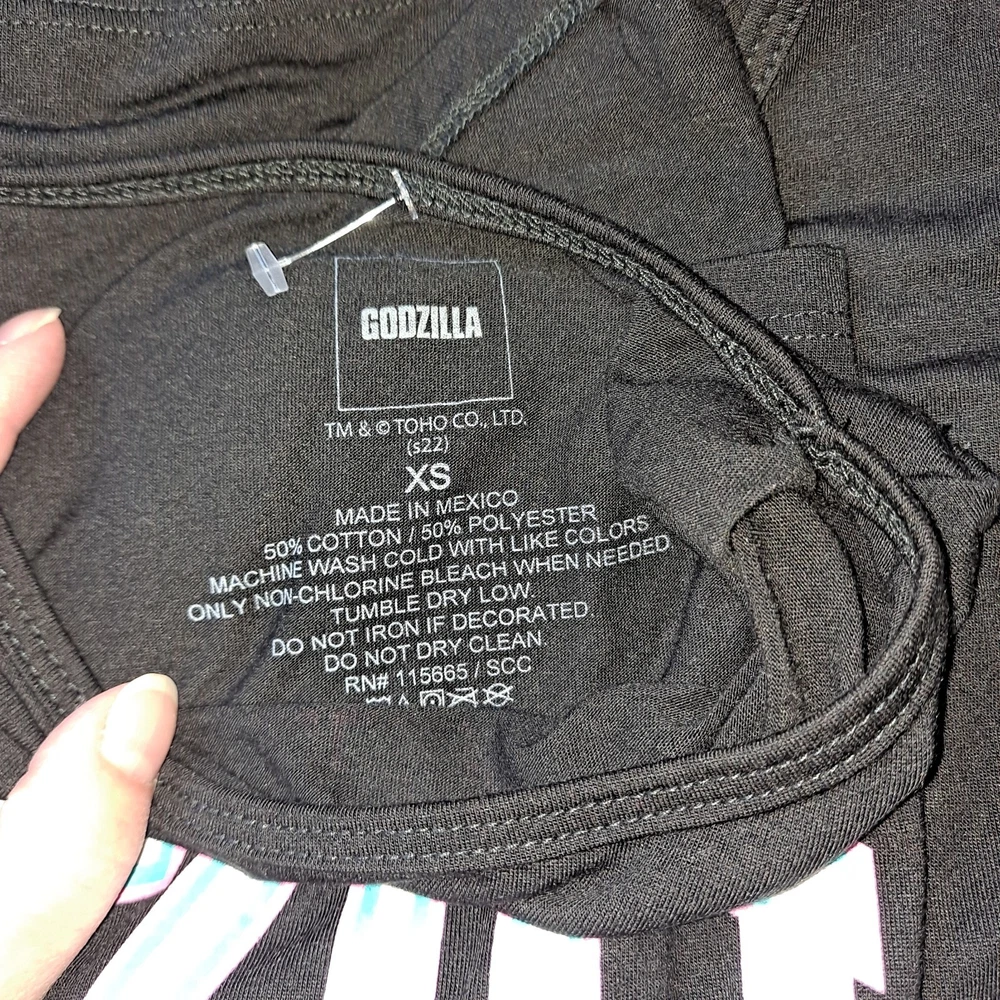 GODZILLA
TM & © TOHO CO., LTD.
(s22)
XS
MADE IN MEXICO
50% COTTON / 50% POLYESTER
MACHINE WASH COLD WITH LIKE COLORS
ONLY NON-CHLORINE BLEACH WHEN NEEDED.
TUMBLE DRY LOW.
DO NOT IRON IF DECORATED.
DO NOT DRY CLEAN.
RN# 115665 / SCC